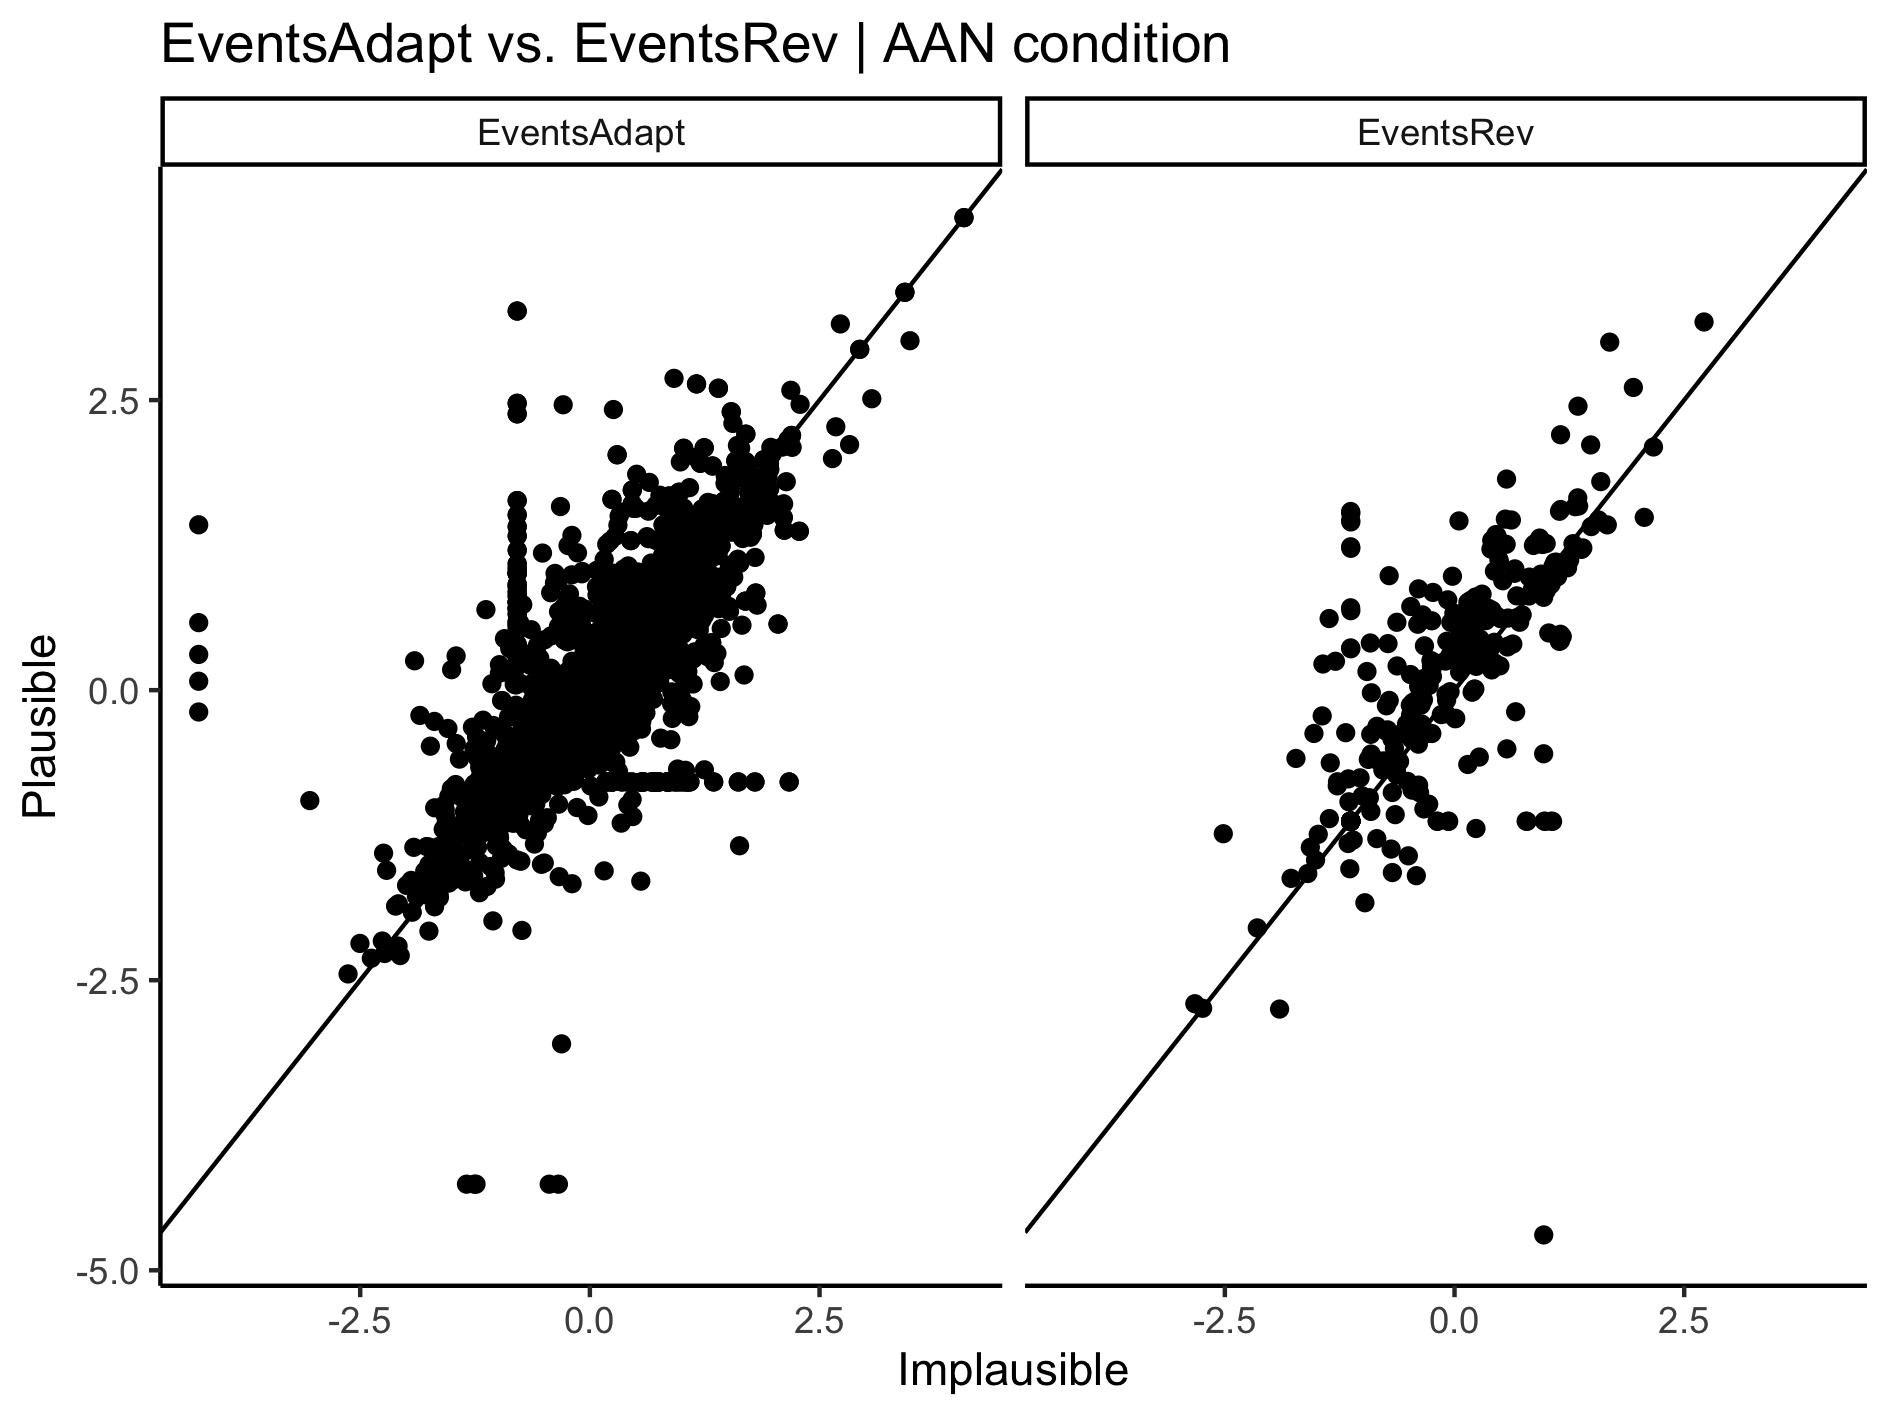 EventsAdapt vs. EventsRev | AAN condition
EventsAdapt
EventsRev
Plausible
2.5
0.0
-2.5
-5.0
-2.5 0.0 2.5
-2.5 0.0 2.5
Implausible